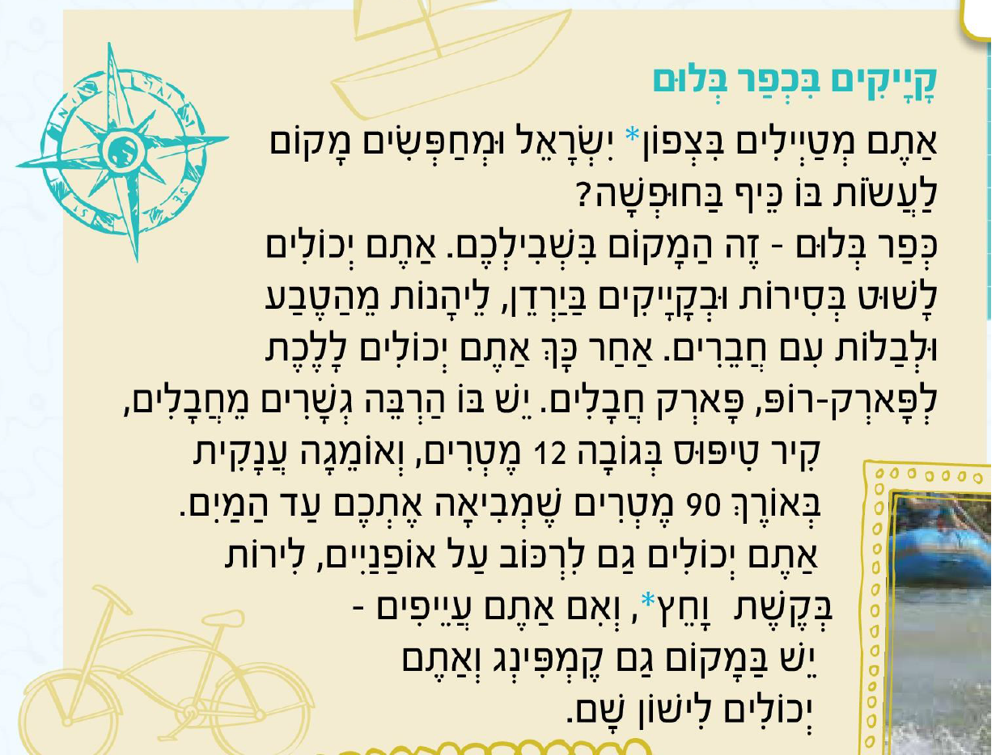 קָיָיקִים בִּכְפַר בְּלוּם
אַתֶּם מְטַיְּילִים בִּצְפוֹן* יִשְׂרָאֵל וּמְחַפְּשִׂים מָקוֹם
לַעֲשׂוֹת בּוֹ כֵּיף בַּחוּפְשָׁה?
כְּפַר בְּלוּם - זֶה הַמָּקוֹם בִּשְׁבִילְכֶם. אַתֶּם יְכוֹלִים
לָשׁוּט בְּסִירוֹת וּבְקָיָיקִים בַּיַּרְדֵּן, לֵיהָנוֹת מֵהַטֶּבַע
וּלְבַלּוֹת עִם חֲבֵרִים. אַחַר כָּךְ אַתֶּם יְכוֹלִים לָלֶכֶת
לְפָּארְק-רוֹפּ, פָּארְק חֲבָלִים. יֵשׁ בּוֹ הַרְבֵּה גְּשָׁרִים מֵחֲבָלִים,
קִיר טִיפּוּס בְּגוֹבָהּ 12 מֶטְרִים, וְאוֹמֵגָה עֲנָקִית
בְּאוֹרֶךְ 90 מֶטְרִים שֶׁמְּבִיאָה אֶתְכֶם עַד הַמַּיִם.
אַתֶּם יְכוֹלִים גַּם לִרְכּוֹב עַל אוֹפַנַּיִים, לִירוֹת
בְּקֶשֶׁת וָחֵץ*, וְאִם אַתֶּם עֲיֵיפִים -
יֵשׁ בַּמָּקוֹם גַּם קֶמְפִּינְג וְאַתֶּם
יְכוֹלִים לִישׁוֹן שָׁם.